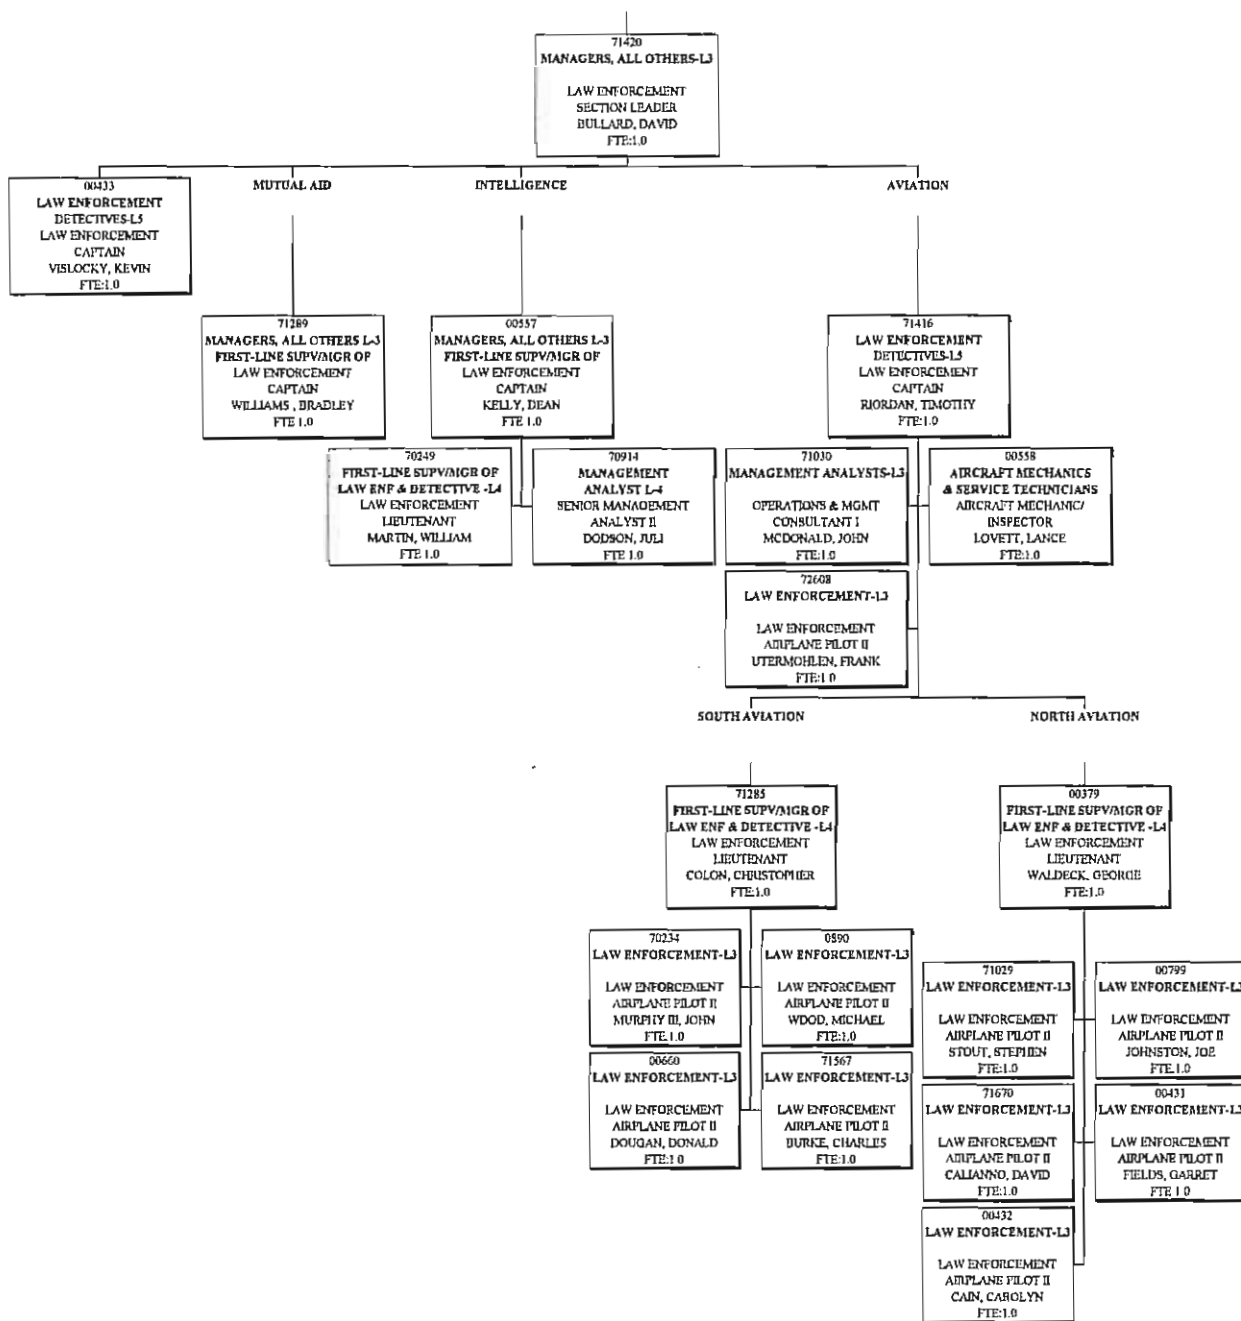 71420
MANAGERS, ALL OTHERS-L3
LAW ENFORCEMENT
SECTION LEADER
BULLARD, DAVID
FTE:1.0
00433
LAW ENFORCEMENT
DETECTIVES-L5
LAW ENFORCEMENT
CAPTAIN
VISLOCKY, KEVIN
FTE:1.0
MUTUAL AID
INTELLIGENCE
AVIATION
71289
MANAGERS, ALL OTHERS L-3
FIRST-LINE SUPV/MGR OF
LAW ENFORCEMENT
CAPTAIN
WILLIAMS , BRADLEY
FTE 1.0
00557
MANAGERS, ALL OTHERS L-3
FIRST-LINE SUPV/MGR OF
LAW ENFORCEMENT
CAPTAIN
KELLY, DEAN
FTE 1.0
71416
LAW ENFORCEMENT
DETECTIVES-L5
LAW ENFORCEMENT
CAPTAIN
RIORDAN, TIMOTHY
FTE:1.0
70249
FIRST-LINE SUPV/MGR OF
LAW ENF & DETECTIVE -L4
LAW ENFORCEMENT
LIEUTENANT
MARTIN, WILLIAM
FTE 1.0
70914
MANAGEMENT
ANALYST L-4
SENIOR MANAGEMENT
ANALYST II
DODSON, JULI
FTE 1.0
71030
MANAGEMENT ANALYSTS-L3
OPERATIONS & MGMT
CONSULTANT I
MCDONALD, JOHN
FTE:1.0
00558
AIRCRAFT MECHANICS
& SERVICE TECHNICIANS
AIRCRAFT MECHANIC/
INSPECTOR
LOVETT, LANCE
FTE:1.0
72608
LAW ENFORCEMENT-L3
LAW ENFORCEMENT
AIRPLANE PILOT II
UTERMOHLEN, FRANK
FTE:1.0
SOUTH AVIATION
NORTH AVIATION
71285
FIRST-LINE SUPV/MGR OF
LAW ENF & DETECTIVE -L4
LAW ENFORCEMENT
LIEUTENANT
COLON, CHRISTOPHER
FTE:1.0
00379
FIRST-LINE SUPV/MGR OF
LAW ENF & DETECTIVE -L4
LAW ENFORCEMENT
LIEUTENANT
WALDECK, GEORGE
FTE:1.0
70234
LAW ENFORCEMENT-L3
LAW ENFORCEMENT
AIRPLANE PILOT II
MURPHY III, JOHN
FTE:1.0
0890
LAW ENFORCEMENT-L3
LAW ENFORCEMENT
AIRPLANE PILOT II
WOOD, MICHAEL
FTE:1.0
00660
LAW ENFORCEMENT-L3
LAW ENFORCEMENT
AIRPLANE PILOT II
DOUGAN, DONALD
FTE:1.0
71567
LAW ENFORCEMENT-L3
LAW ENFORCEMENT
AIRPLANE PILOT II
BURKE, CHARLES
FTE:1.0
71029
LAW ENFORCEMENT-L3
LAW ENFORCEMENT
AIRPLANE PILOT II
STOUT, STEPHEN
FTE:1.0
00799
LAW ENFORCEMENT-L3
LAW ENFORCEMENT
AIRPLANE PILOT II
JOHNSTON, JOE
FTE:1.0
71670
LAW ENFORCEMENT-L3
LAW ENFORCEMENT
AIRPLANE PILOT II
CALIANNO, DAVID
FTE:1.0
00431
LAW ENFORCEMENT-L3
LAW ENFORCEMENT
AIRPLANE PILOT II
FIELDS, GARRET
FTE 1.0
00432
LAW ENFORCEMENT-L3
LAW ENFORCEMENT
AIRPLANE PILOT II
CAIN, CAROLYN
FTE:1.0